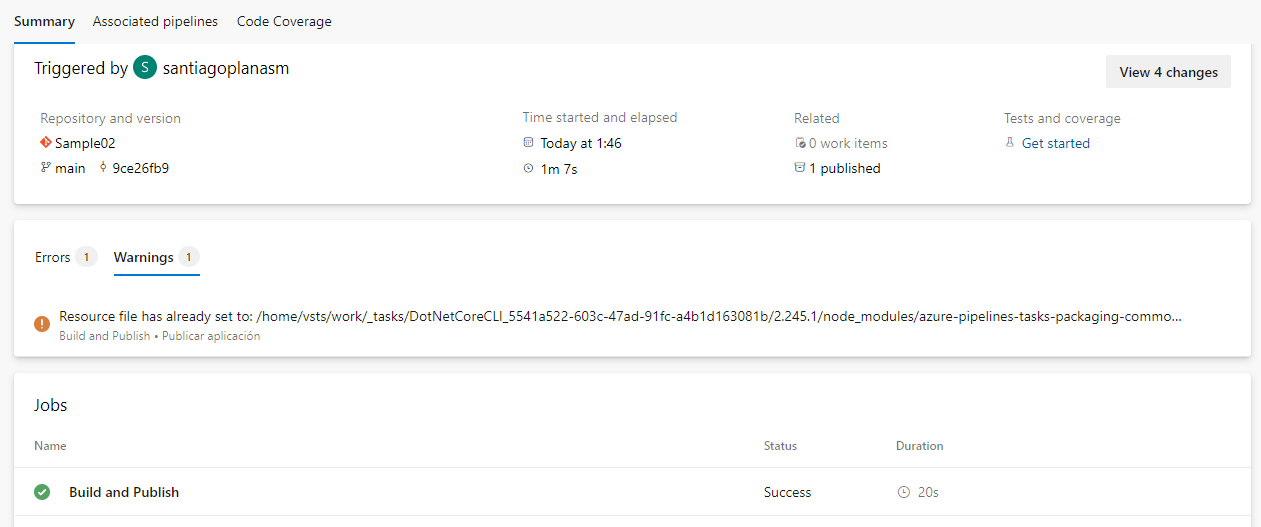 Summary Associated pipelines Code Coverage
Triggered by S santiagoplanasm
View 4 changes
Repository and version Time started and elapsed Related Tests and coverage
Sample02 Today at 1:46 0 work items Get started
main 9ce26fb9 1m 7s 1 published
Errors 1 Warnings 1
Resource file has already set to: /home/vsts/work/_tasks/DotNetCoreCLI_5541a522-603c-47ad-91fc-a4b1d163081b/2.245.1/node_modules/azure-pipelines-tasks-packaging-commo...
Build and Publish • Publicar aplicación
Jobs
Name Status Duration
Build and Publish Success 20s